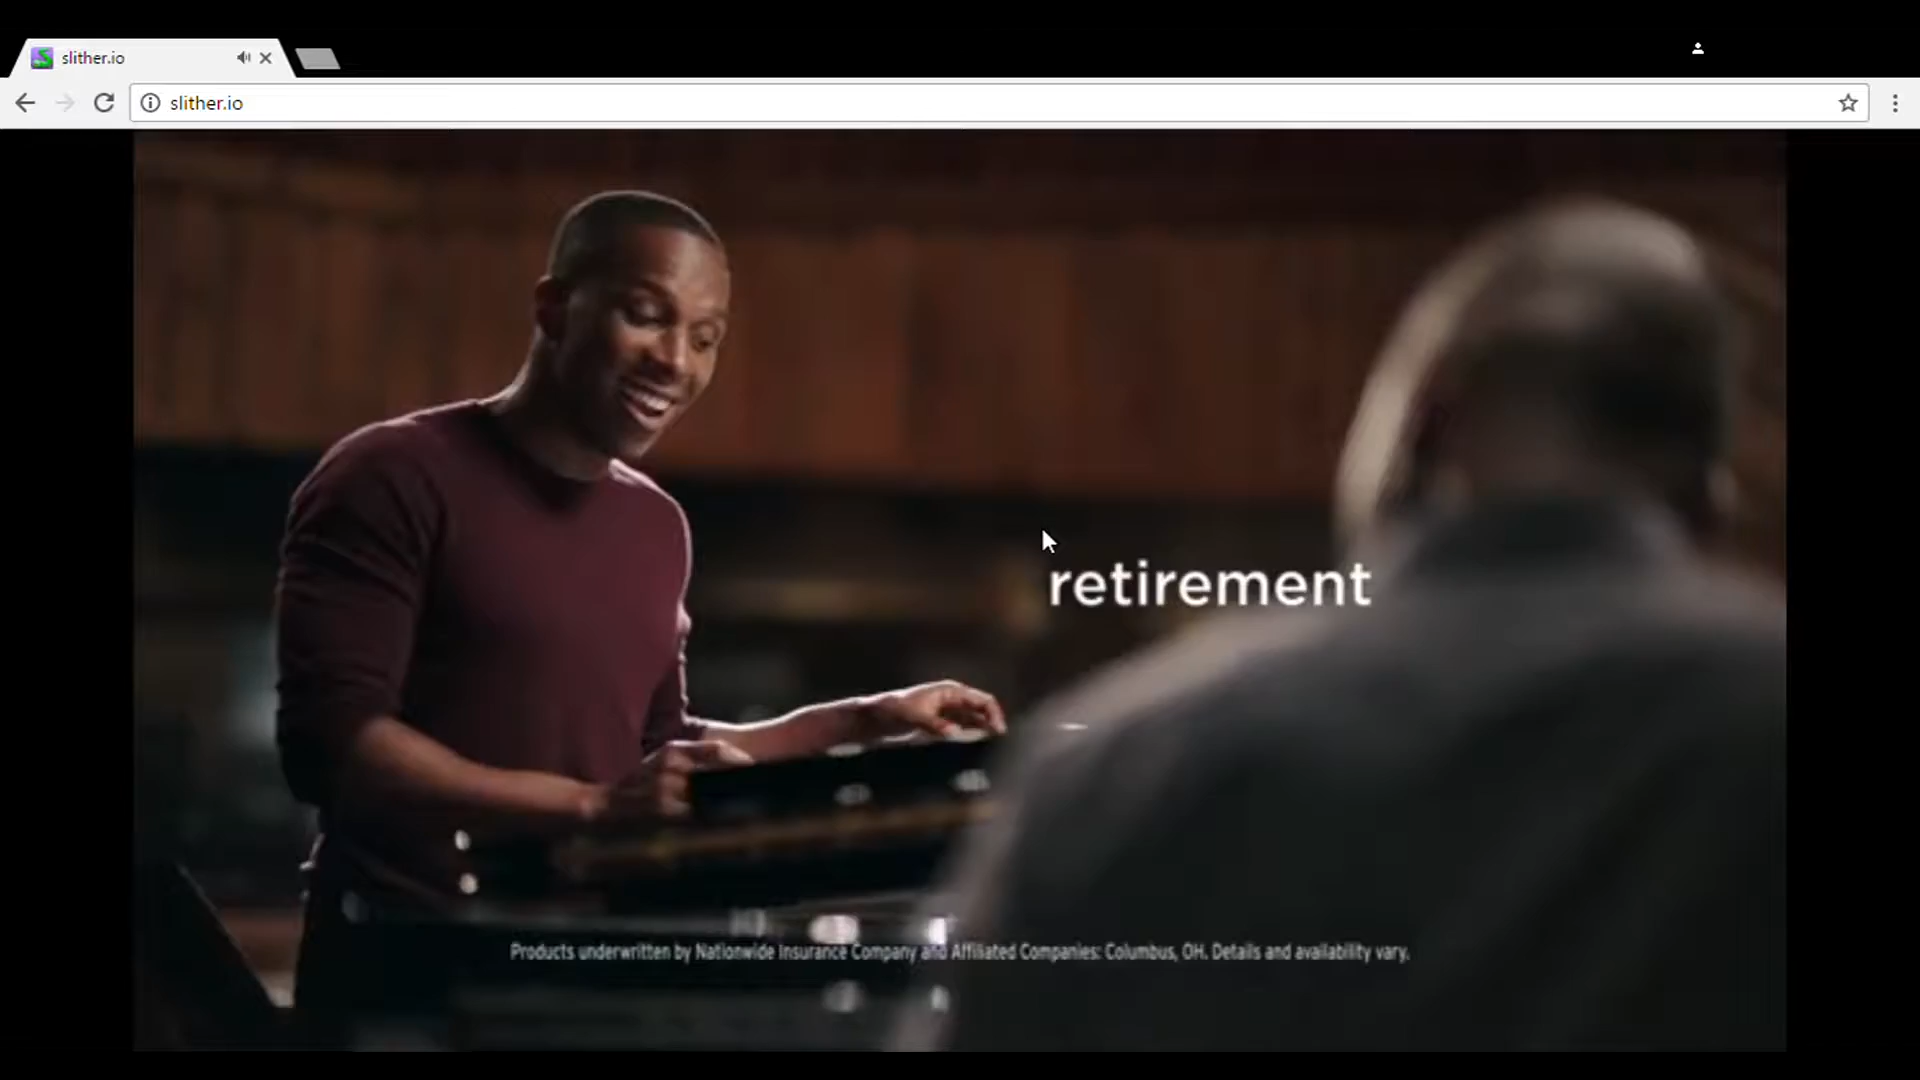 slither.io
slither.io
retirement
Products underwritten by Nationwide Insurance Company and Affiliated Companies: Columbus, OH. Details and availability vary.